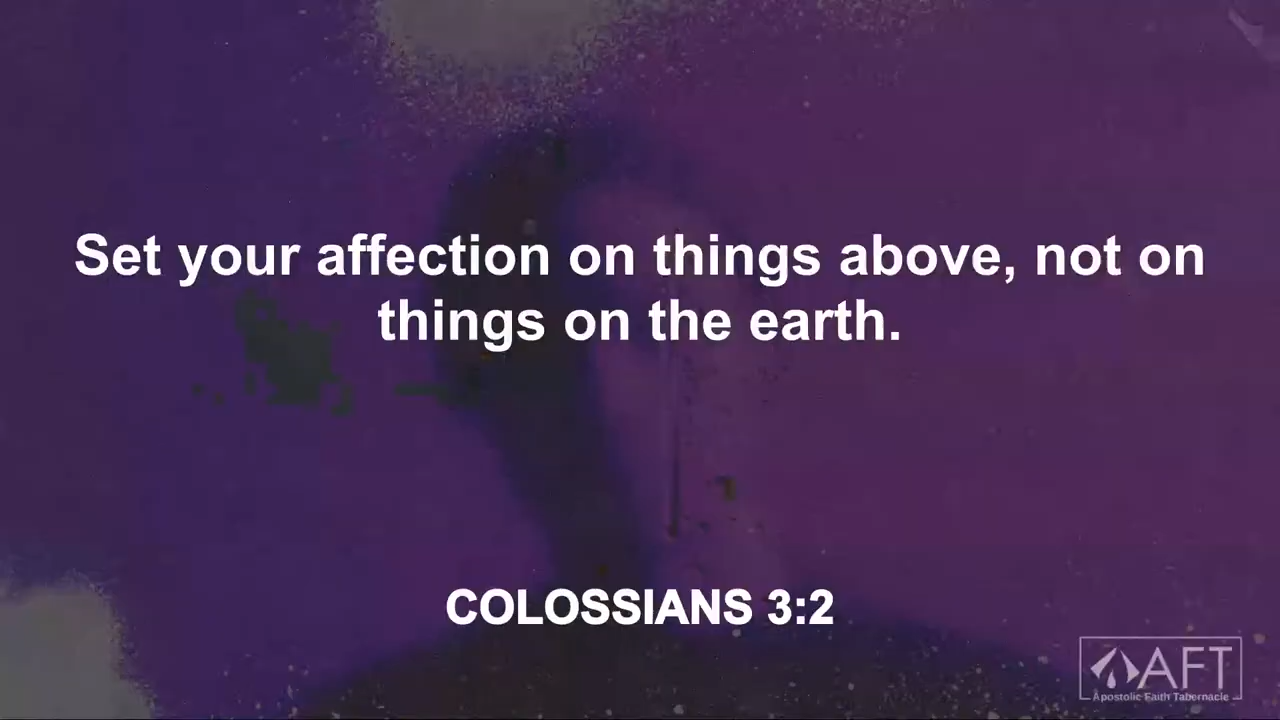 Set your affection on things above, not on
things on the earth.
COLOSSIANS 3:2
AFT
Apostolic Faith Tabernacle